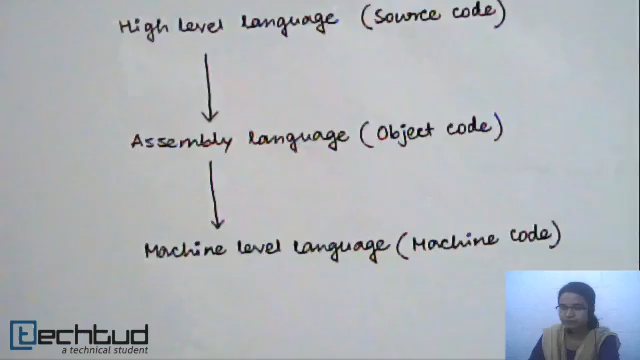 High level language (Source code)
Assembly language (Object code)
Machine level language (Machine code)
techtud
a technical student